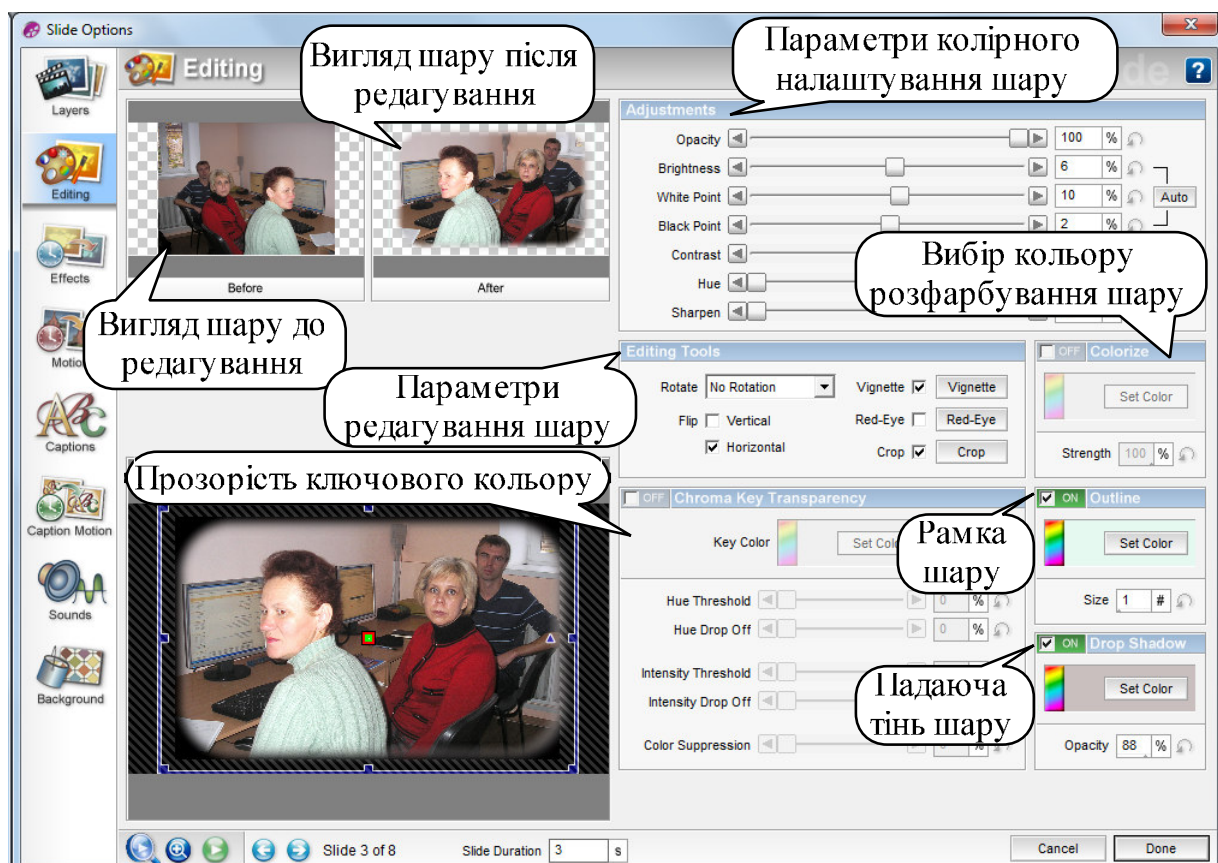 Slide Options
Layers
Editing
Effects
Motion
Captions
Caption Motion
Sounds
Background
Editing
Вигляд шару після
редагування
Параметри колірного
налаштування шару
Before
After
Вигляд шару до
редагування
Adjustments
Opacity 100 %
Brightness 6 %
White Point 10 % Auto
Black Point 2 %
Contrast
Hue
Sharpen
Вибір кольору
розфарбування шару
Параметри
редагування шару
Editing Tools
Rotate No Rotation Vignette Vignette
Flip Vertical Red-Eye Red-Eye
Horizontal Crop Crop
OFF Colorize
Set Color
Strength 100 %
Прозорість ключового кольору
OFF Chroma Key Transparency
Key Color
Hue Threshold 0 %
Hue Drop Off 0 %
Intensity Threshold
Intensity Drop Off
Color Suppression
Рамка
шару
ON Outline
Set Color
Size 1 #
Падаюча
тінь шару
ON Drop Shadow
Set Color
Opacity 88 %
Slide 3 of 8
Slide Duration 3 s
Cancel
Done